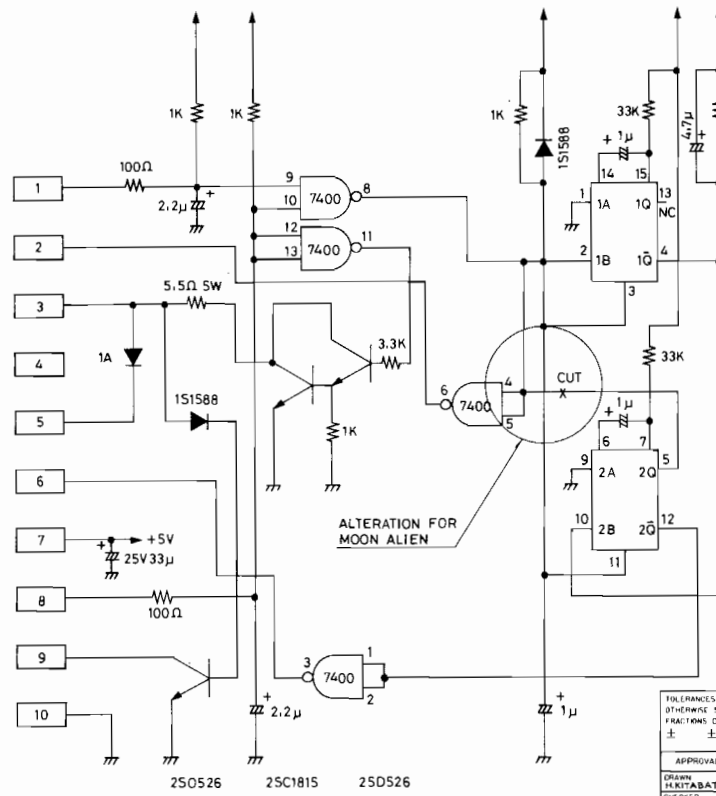 1K
1K
1K
33K
4.7μ
+
1μ
1S1588
14
15
100Ω
1
9
7400
8
10
1
1A
1Q
13
NC
2.2μ
+
12
7400
11
13
2
1B
1Q̄
4
3
2
5.5Ω 5W
3
3.3K
33K
4
1A
1S1588
CUT
X
6
7400
4
5
+
1μ
5
1K
6
7
9
2A
2Q
5
6
ALTERATION FOR
MOON ALIEN
10
2B
2Q̄
12
11
7
+5V
+
25V33μ
8
100Ω
9
3
7400
1
2
10
+
2.2μ
+
1μ
2SO526
2SC1815
2SD526
TOLERANCES
OTHERWISE
FRACTIONS
± ±
APPROVA
DRAWN
H.KITABAT